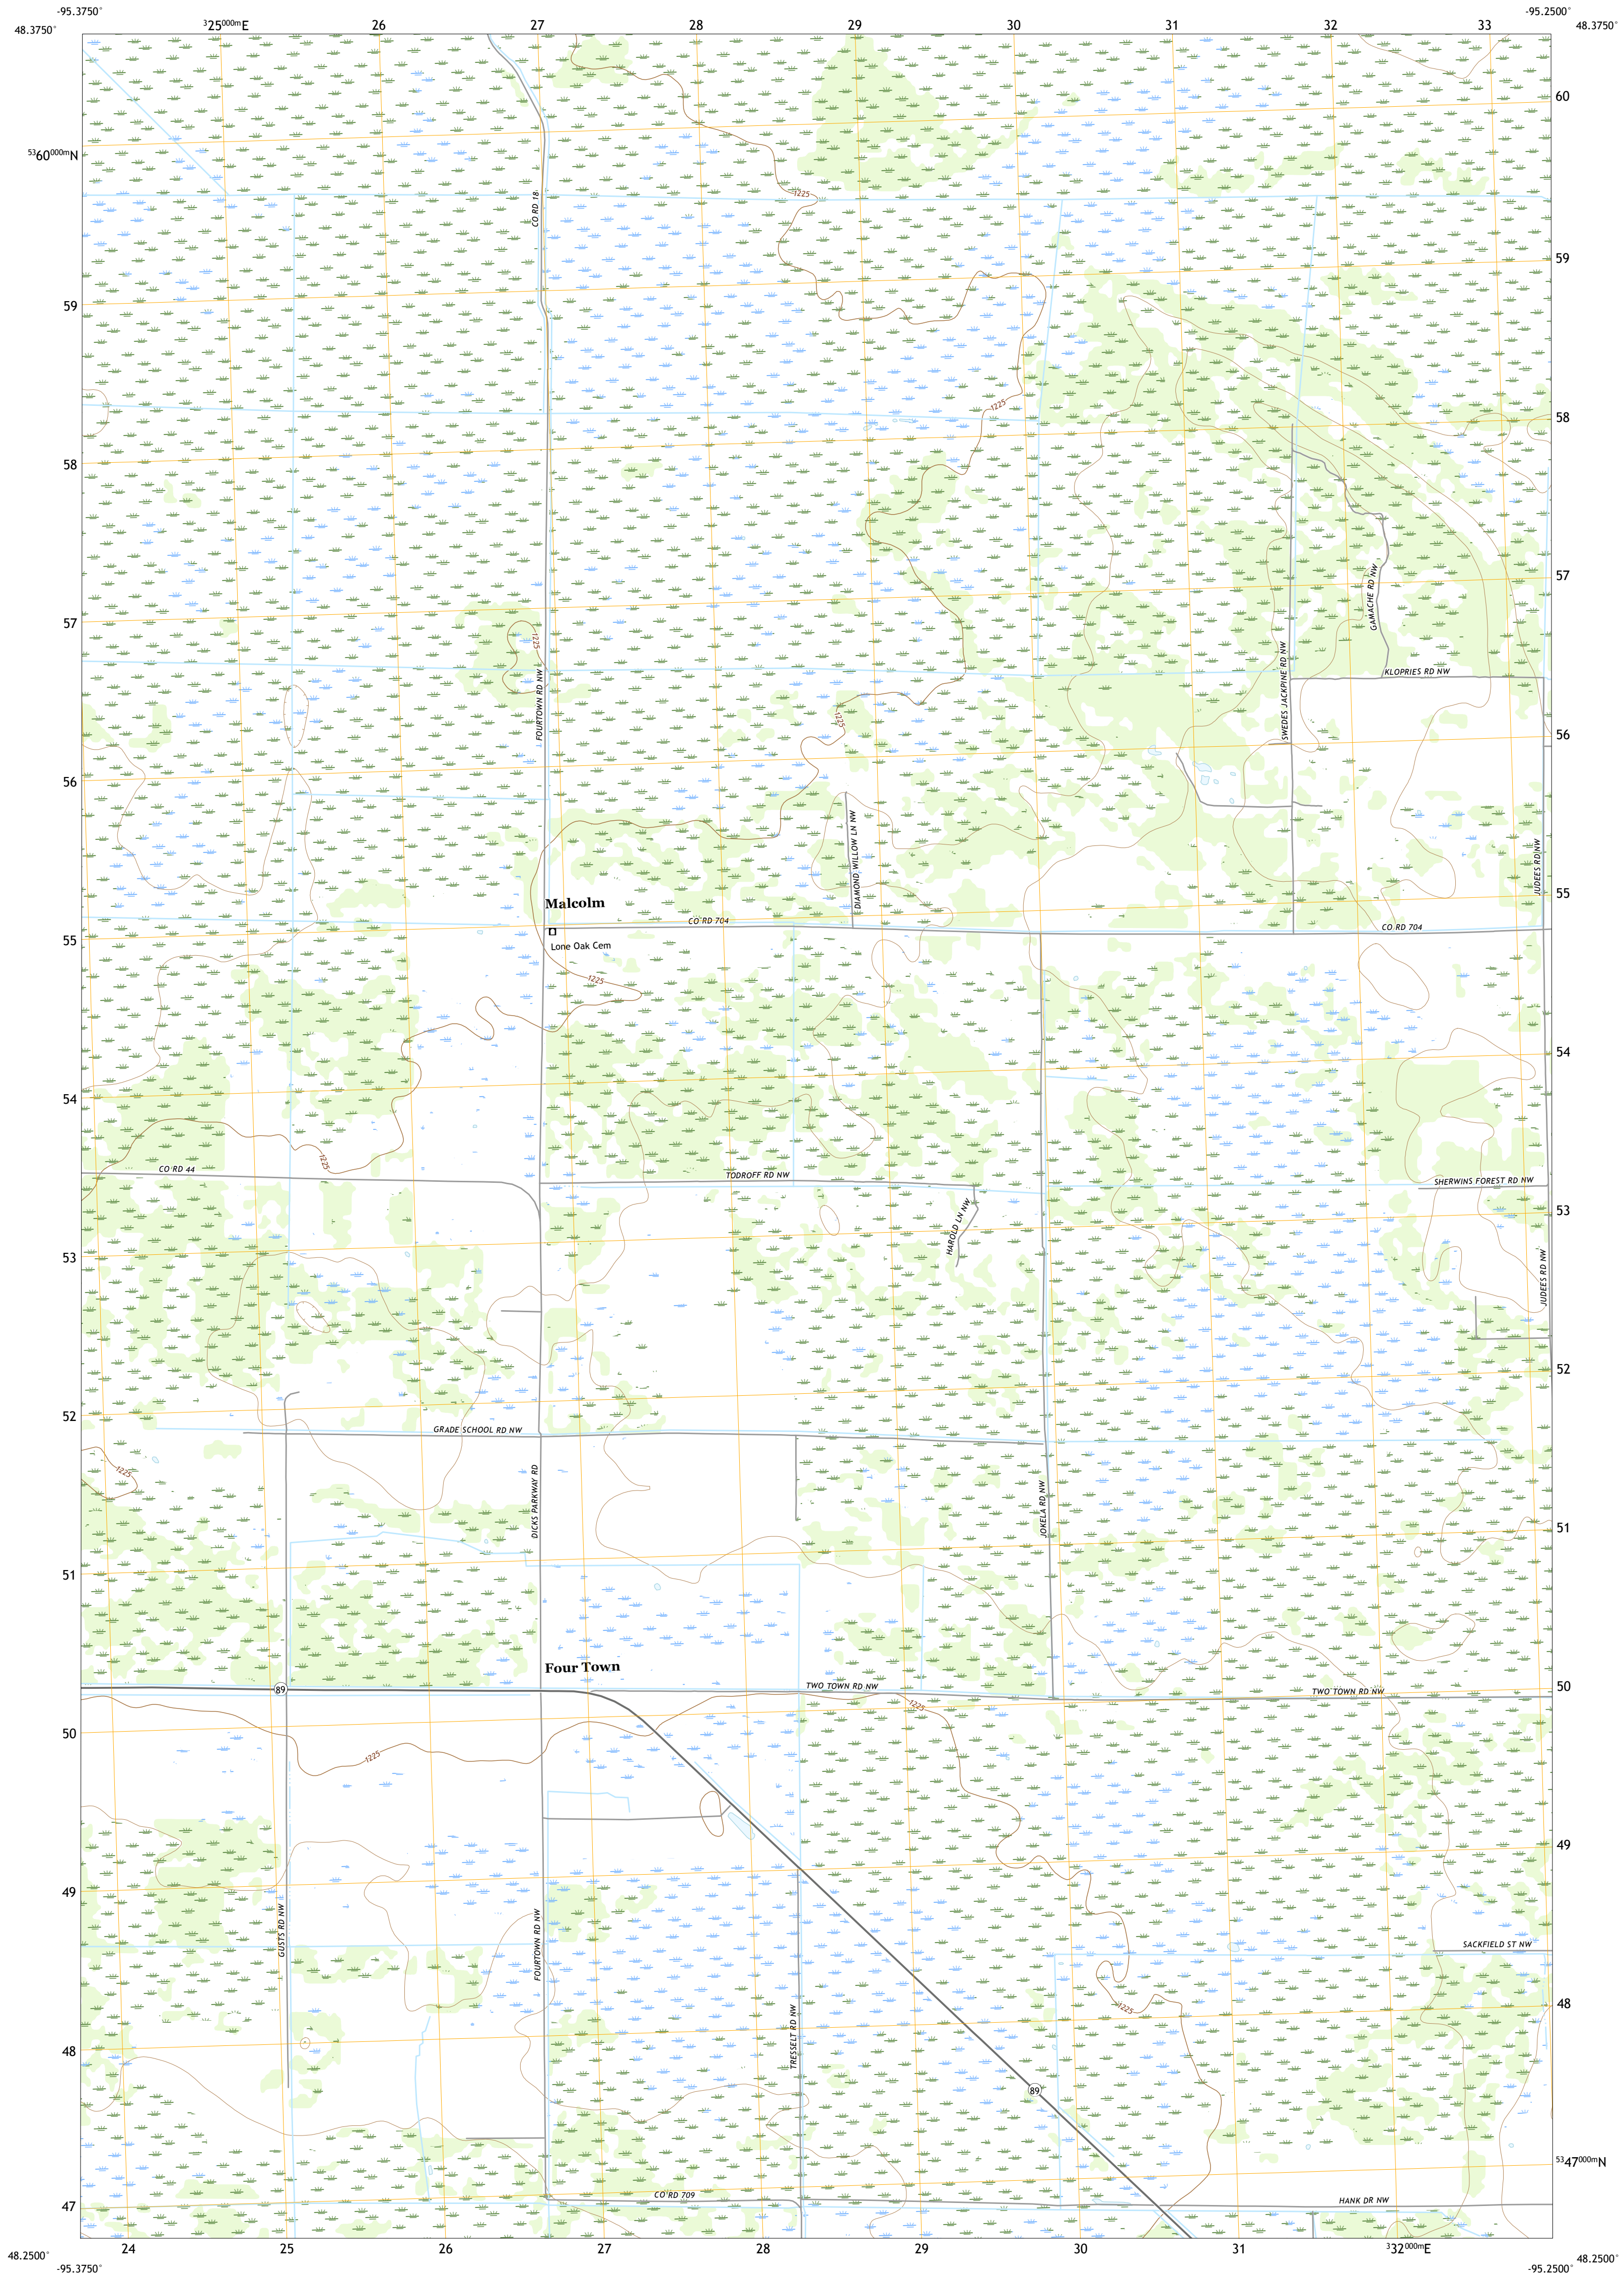 -95.3750°
-95.2500°
48.3750°
³25⁰⁰⁰ᵐE
26
27
28
29
30
31
32
33
48.3750°
60
⁵³60⁰⁰⁰ᵐN
1225
CO RD 18
59
59
1225
58
58
57
GAMACHE RD NW
57
1225
FOURTOWN RD NW
SWEDES JACKPINE RD NW
KLOPRIES RD NW
1225
56
56
DIAMOND WILLOW LN NW
JUDEES RD NW
55
Malcolm
CO RD 704
CO RD 704
55
Lone Oak Cem
1225
54
54
1225
CO RD 44
TODROFF RD NW
SHERWINS FOREST RD NW
HAROLD LN NW
53
53
JUDEES RD NW
52
52
GRADE SCHOOL RD NW
1225
DICKS PARKWAY RD
JOKELA RD NW
51
51
Four Town
89
TWO TOWN RD NW
TWO TOWN RD NW
50
1225
50
1225
49
49
GUSTS RD NW
FOURTOWN RD NW
SACKFIELD ST NW
1225
48
TRESSELT RD NW
48
89
⁵³47⁰⁰⁰ᵐN
CO RD 709
HANK DR NW
47
48.2500°
24
25
26
27
28
29
30
31
³32⁰⁰⁰ᵐE
48.2500°
-95.3750°
-95.2500°